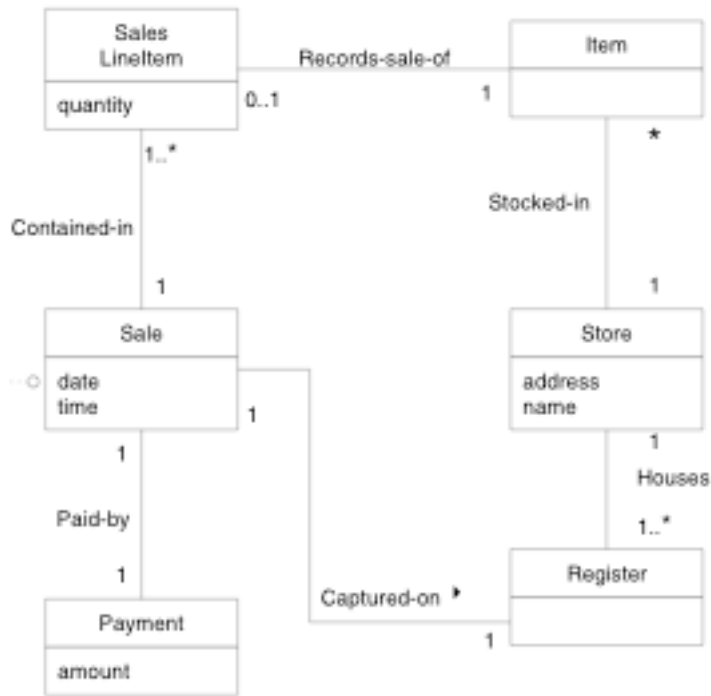 Sales
LineItem
quantity
Records-sale-of
0..1
1
Item
1..*
*
Contained-in
Stocked-in
1
1
Sale
date
time
Store
address
name
1
1
1
Houses
Paid-by
1..*
1
Captured-on
Register
1
Payment
amount